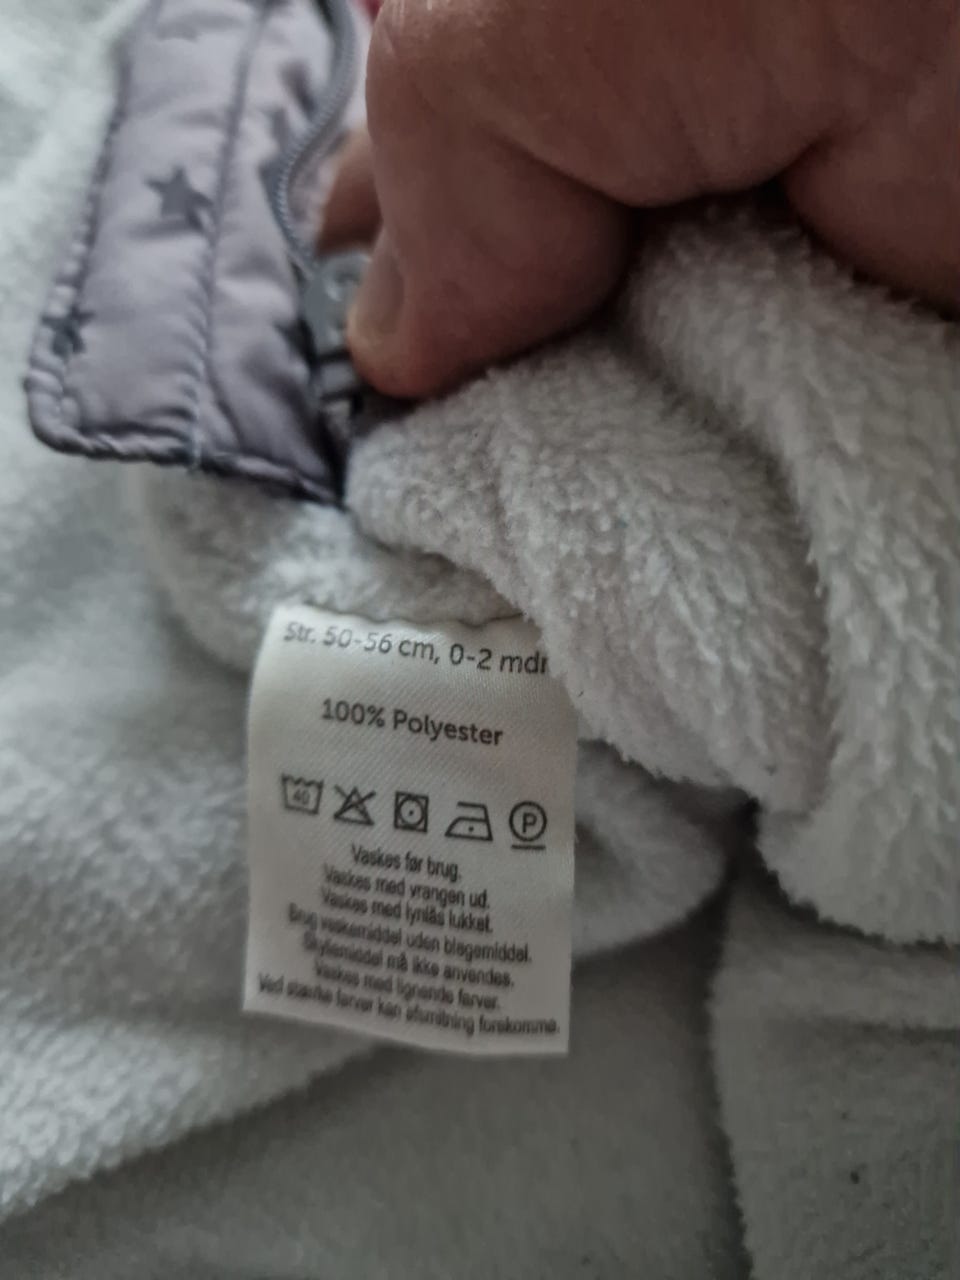 Str. 50-56 cm, 0-2 mdr
100% Polyester
40 P
Vaskes før brug.
Vaskes med vrangen ud.
Vaskes med lynlås lukket.
Brug vaskemiddel uden blegemiddel.
Skyllemiddel må ikke anvendes.
Vaskes med lignende farver.
Ved stærke farver kan afsmitning forekomme.